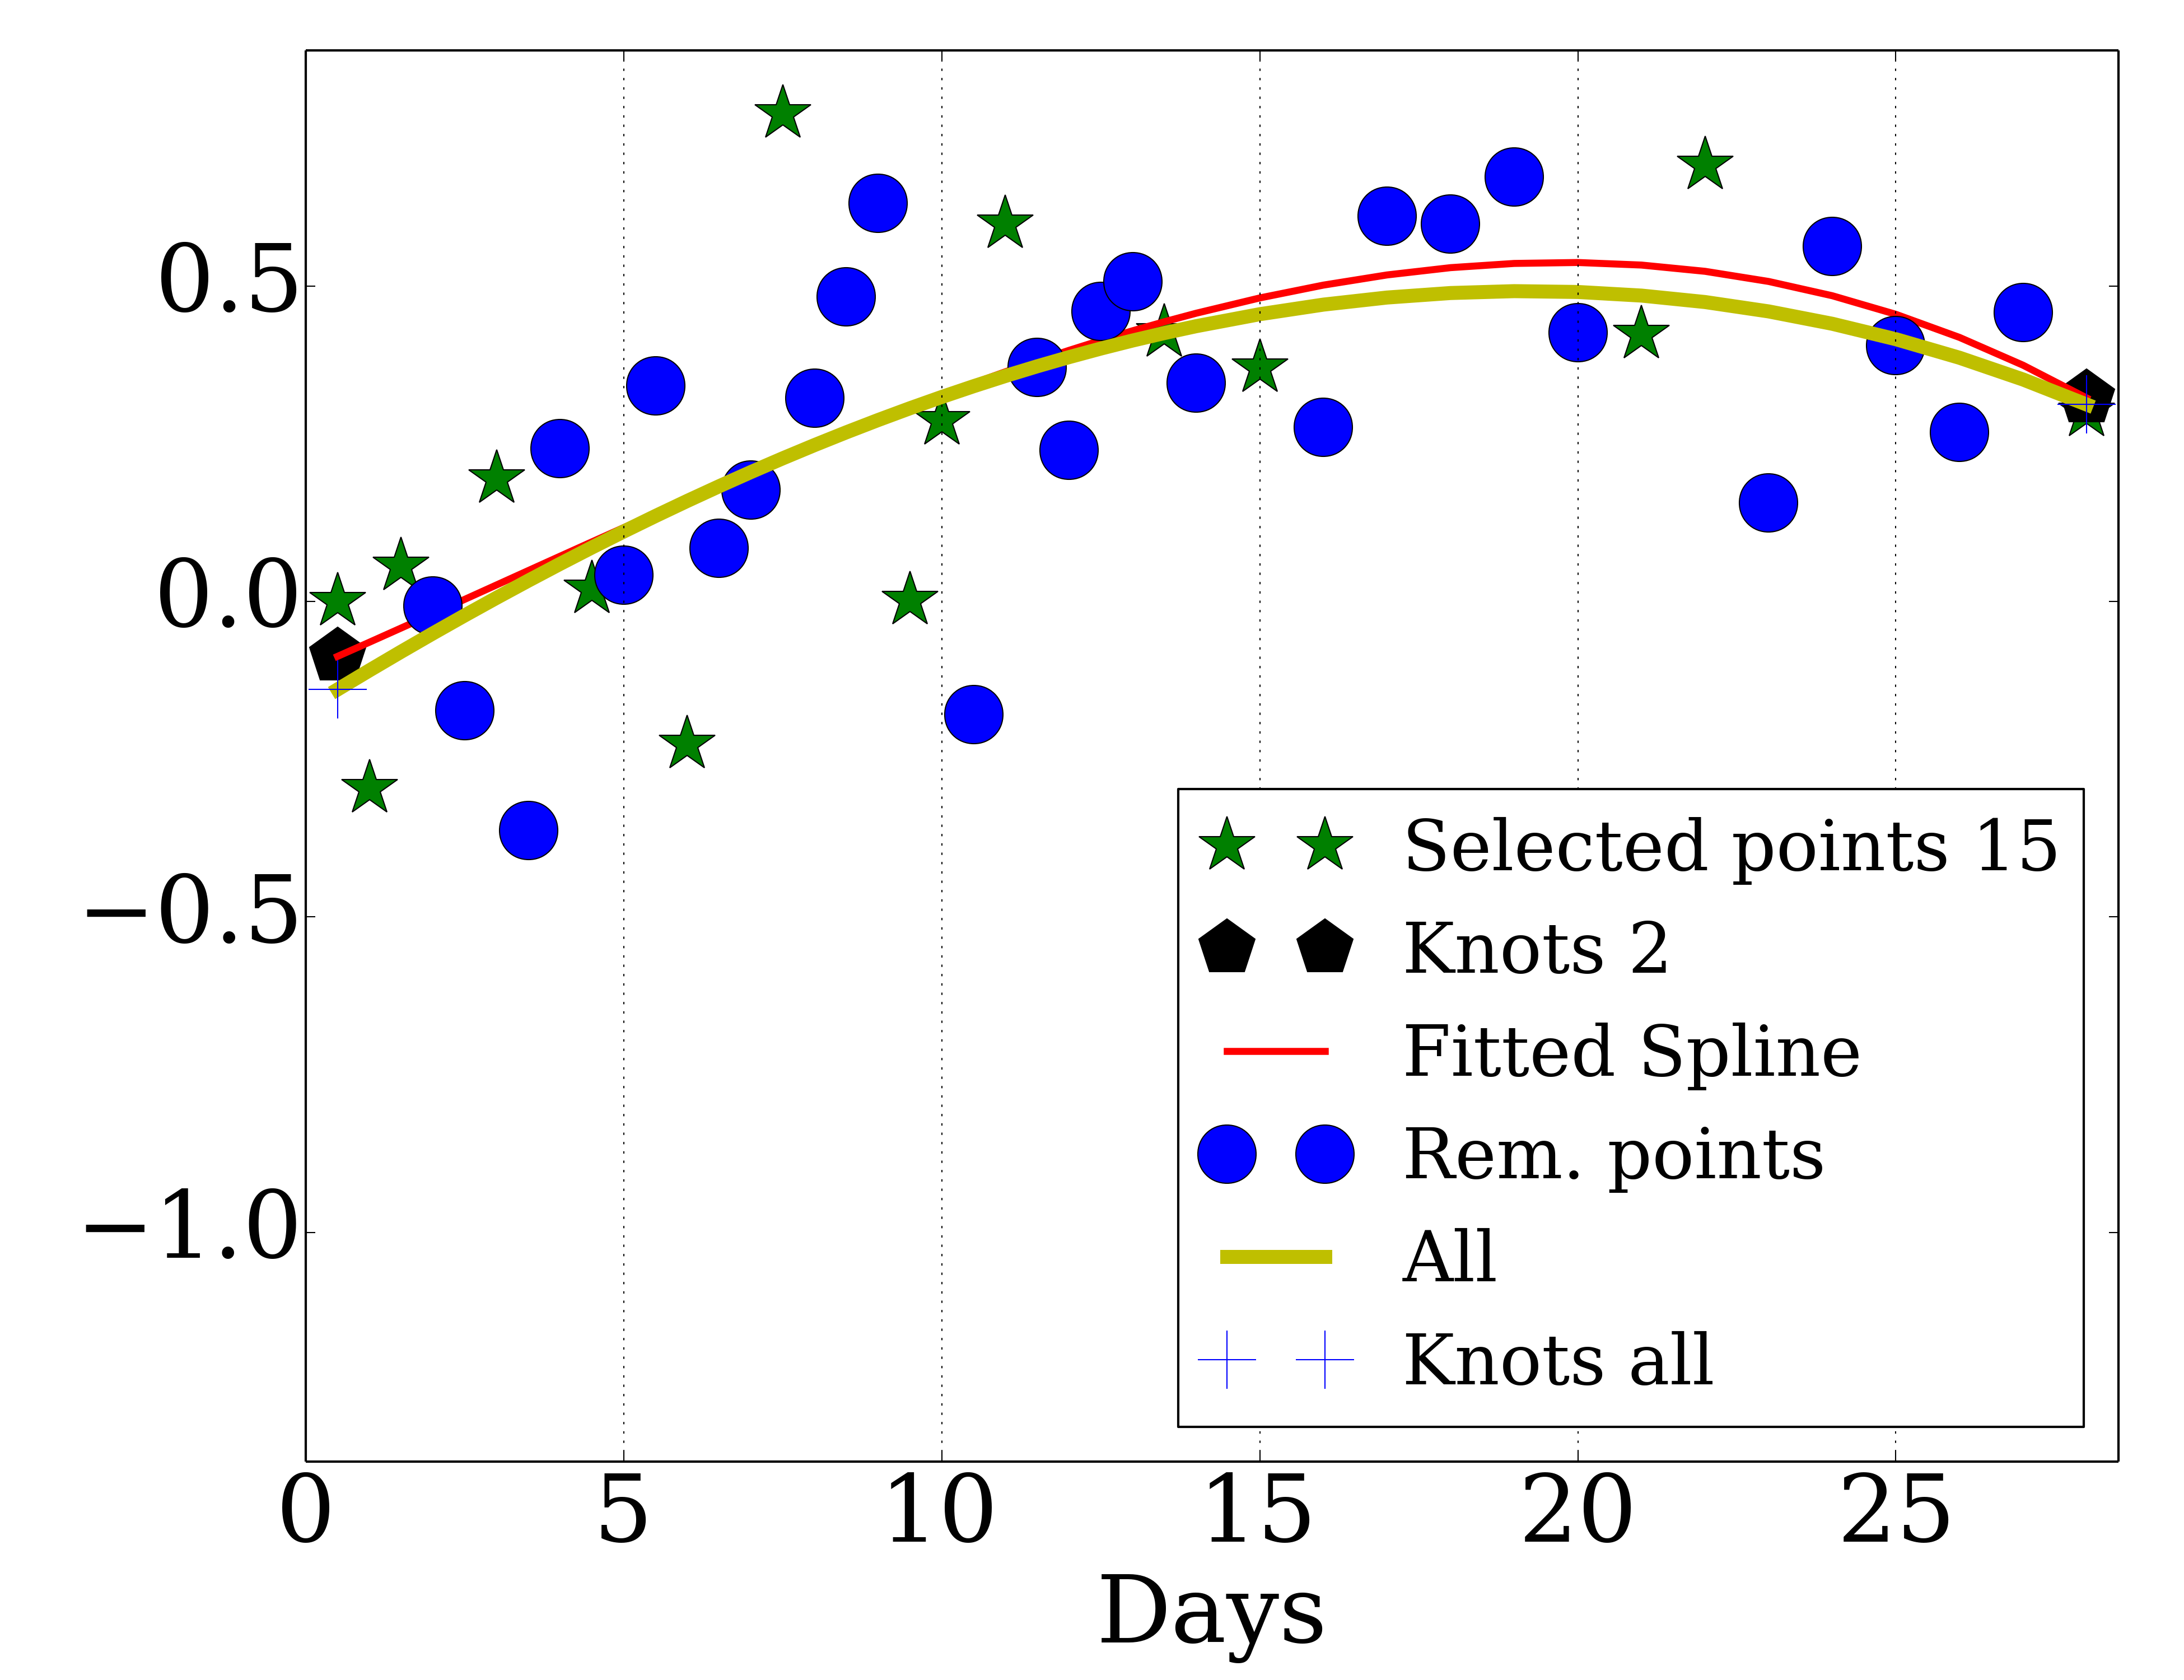 0.5
0.0
−0.5
−1.0
Selected points 15
Knots 2
Fitted Spline
Rem. points
All
Knots all
0 5 10 15 20 25
Days